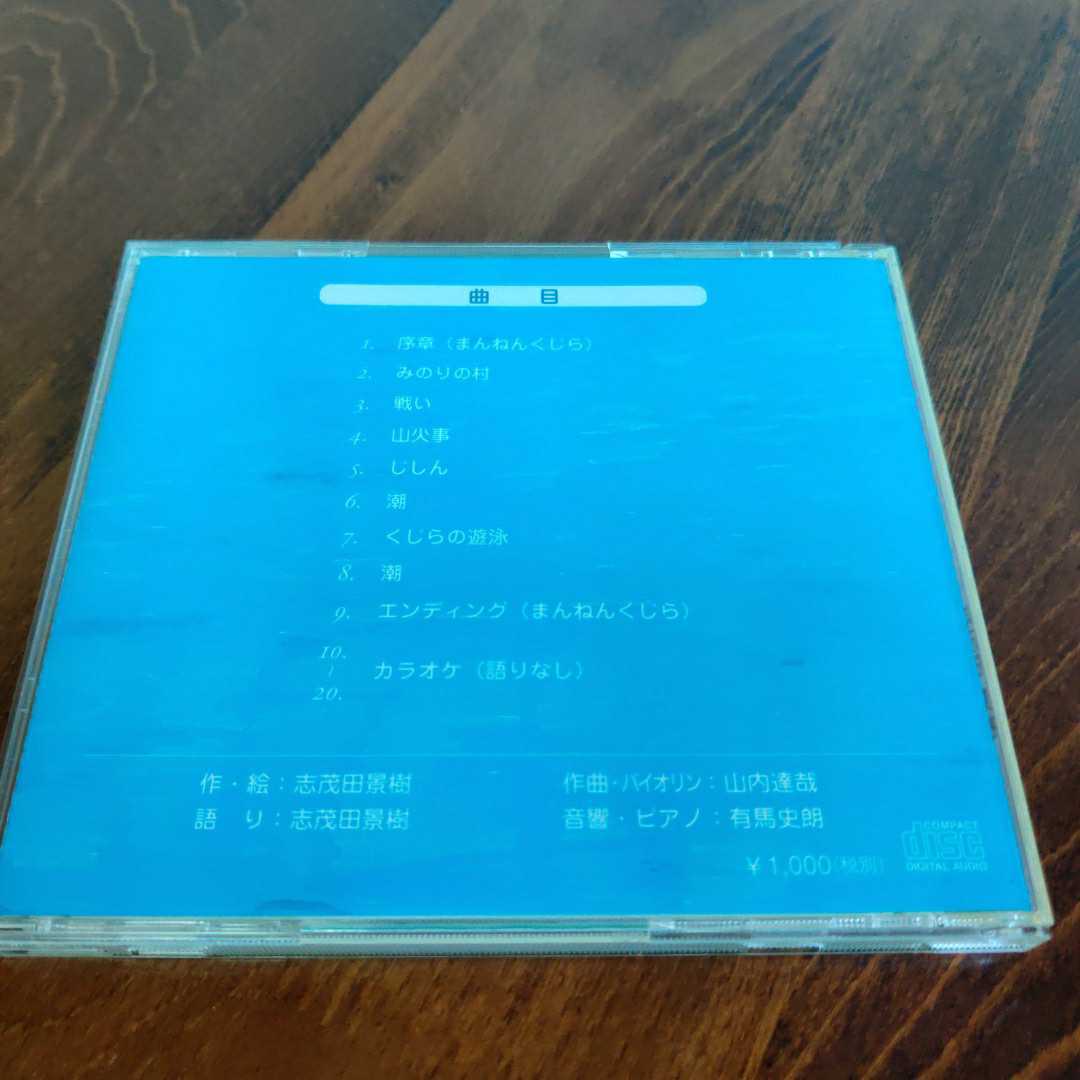 曲 目
1. 序章（まんねんくじら）
2. みのりの村
3. 戦い
4. 山火事
5. じしん
6. 潮
7. くじらの遊泳
8. 潮
9. エンディング（まんねんくじら）
10.
〜 カラオケ（語りなし）
20.
作・絵：志茂田景樹 作曲・バイオリン：山内達哉
語 り：志茂田景樹 音響・ピアノ：有馬史朗
￥1,000（税別）
COMPACT
disc
DIGITAL AUDIO